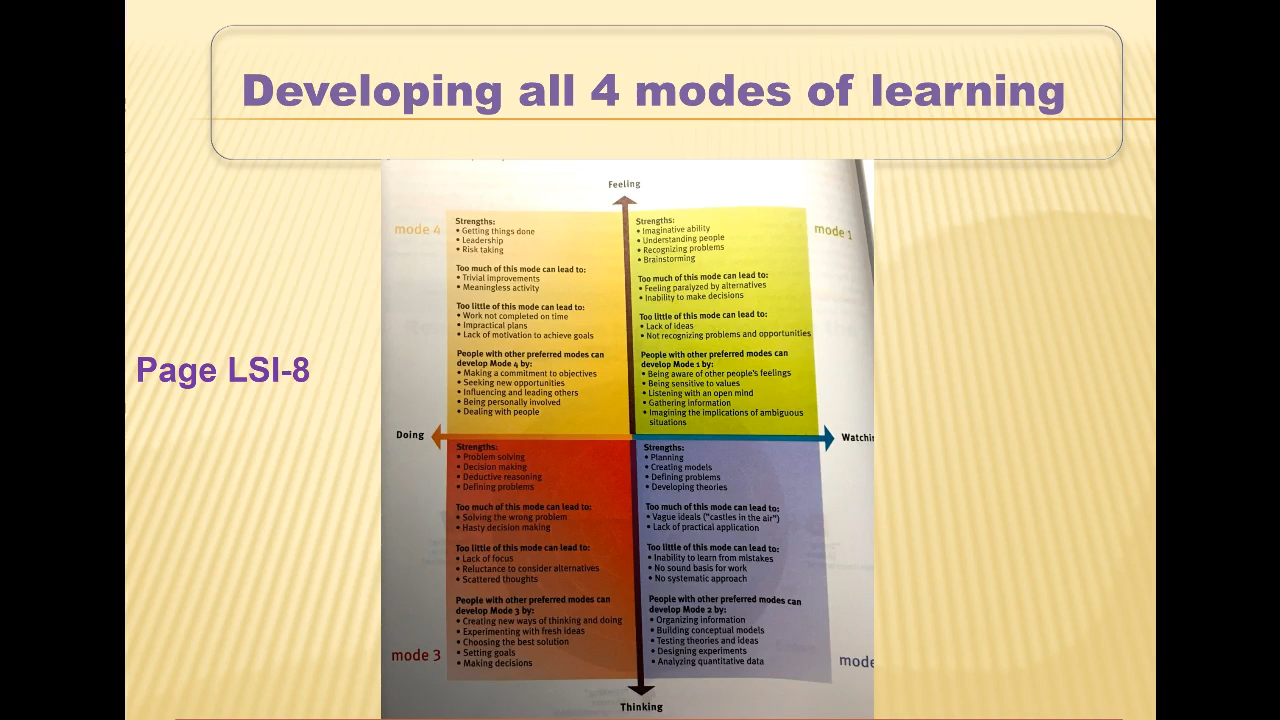 Developing all 4 modes of learning
Page LSI-8
Feeling
mode 4
Strengths:
• Getting things done
• Leadership
• Risk taking
Too much of this mode can lead to:
• Trivial improvements
• Meaningless activity
Too little of this mode can lead to:
• Work not completed on time
• Impractical plans
• Lack of motivation to achieve goals
People with other preferred modes can
develop Mode 4 by:
• Making a commitment to objectives
• Seeking new opportunities
• Influencing and leading others
• Being personally involved
• Dealing with people
mode 1
Strengths:
• Imaginative ability
• Understanding people
• Recognizing problems
• Brainstorming
Too much of this mode can lead to:
• Feeling paralyzed by alternatives
• Inability to make decisions
Too little of this mode can lead to:
• Lack of ideas
• Not recognizing problems and opportunities
People with other preferred modes can
develop Mode 1 by:
• Being aware of other people's feelings
• Being sensitive to values
• Listening with an open mind
• Gathering information
• Imagining the implications of ambiguous
situations
Doing
Watchin
Strengths:
• Problem solving
• Decision making
• Deductive reasoning
• Defining problems
Too much of this mode can lead to:
• Solving the wrong problem
• Hasty decision making
Too little of this mode can lead to:
• Lack of focus
• Reluctance to consider alternatives
• Scattered thoughts
People with other preferred modes can
develop Mode 3 by:
• Creating new ways of thinking and doing
• Experimenting with fresh ideas
• Choosing the best solution
• Setting goals
• Making decisions
mode 3
Strengths:
• Planning
• Creating models
• Defining problems
• Developing theories
Too much of this mode can lead to:
• Vague ideals ("castles in the air")
• Lack of practical application
Too little of this mode can lead to:
• Inability to learn from mistakes
• No sound basis for work
• No systematic approach
People with other preferred modes can
develop Mode 2 by:
• Organizing information
• Building conceptual models
• Testing theories and ideas
• Designing experiments
• Analyzing quantitative data
mode
Thinking